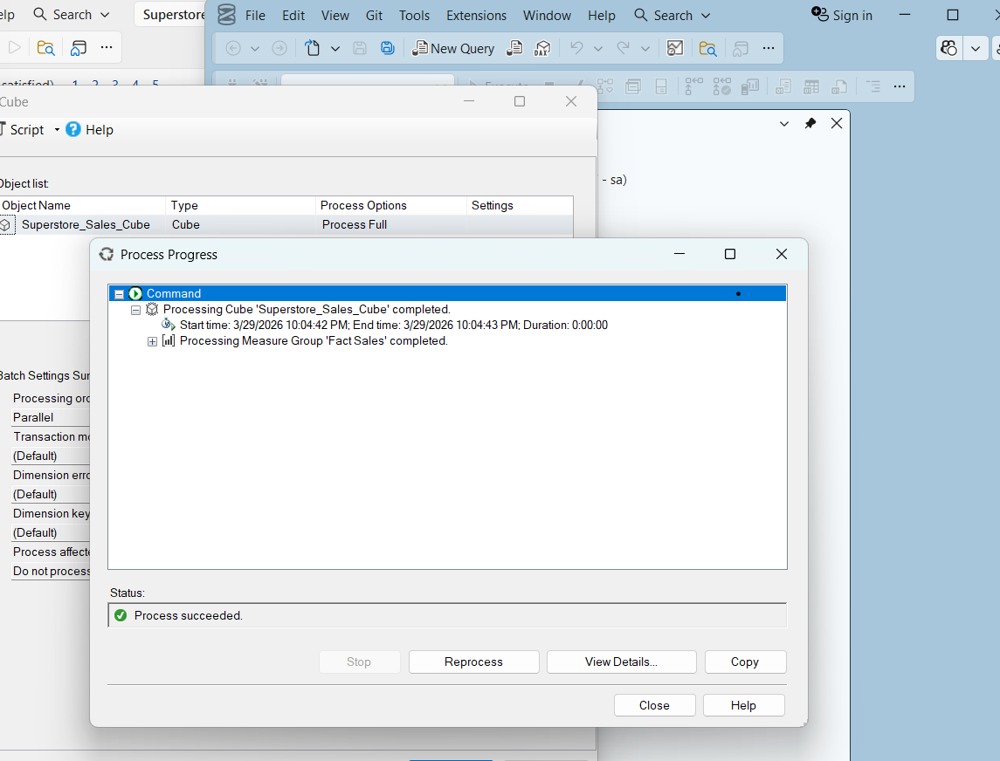 elp Search Superstore
File Edit View Git Tools Extensions Window Help Search Sign in
New Query
DAX
satisfied) 1 2 3 4 5
Execute
Cube
Script Help
- sa)
Object list:
Object Name Type Process Options Settings
Superstore_Sales_Cube Cube Process Full
Process Progress
Command
Processing Cube 'Superstore_Sales_Cube' completed.
Start time: 3/29/2026 10:04:42 PM; End time: 3/29/2026 10:04:43 PM; Duration: 0:00:00
Processing Measure Group 'Fact Sales' completed.
Batch Settings Sum
Processing ord
Parallel
Transaction mo
(Default)
Dimension erro
(Default)
Dimension key
(Default)
Process affecte
Do not process
Status:
Process succeeded.
Stop Reprocess View Details... Copy
Close Help